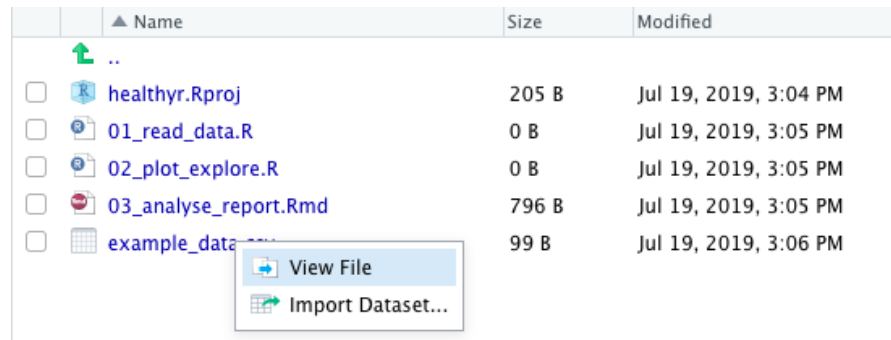 Name Size Modified
..
healthyr.Rproj 205 B Jul 19, 2019, 3:04 PM
01_read_data.R 0 B Jul 19, 2019, 3:05 PM
02_plot_explore.R 0 B Jul 19, 2019, 3:05 PM
03_analyse_report.Rmd 796 B Jul 19, 2019, 3:05 PM
example_data.csv 99 B Jul 19, 2019, 3:06 PM
View File
Import Dataset...